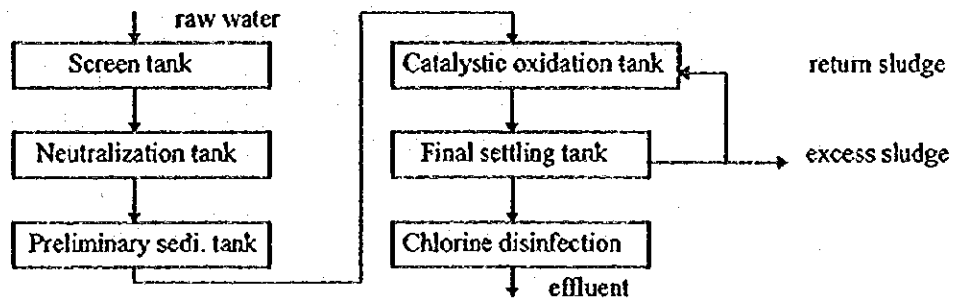 raw water
Screen tank
Neutralization tank
Preliminary sedi. tank
Catalystic oxidation tank
return sludge
Final settling tank
excess sludge
Chlorine disinfection
effluent